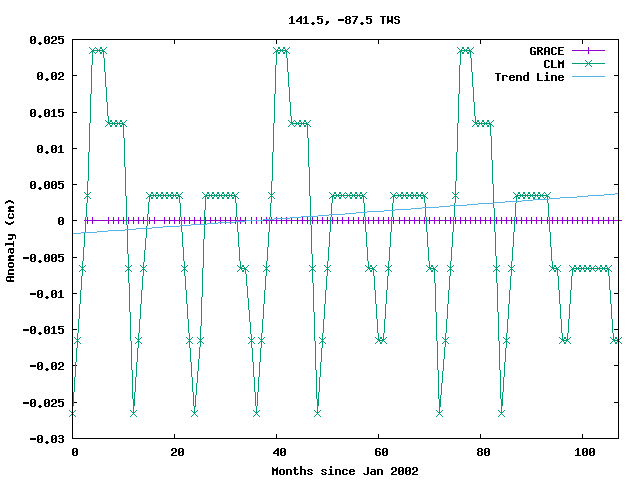 141.5, -87.5 TWS
GRACE
CLM
Trend Line
0.025
0.02
0.015
0.01
0.005
0
-0.005
-0.01
-0.015
-0.02
-0.025
-0.03
Anomaly (cm)
0 20 40 60 80 100
Months since Jan 2002